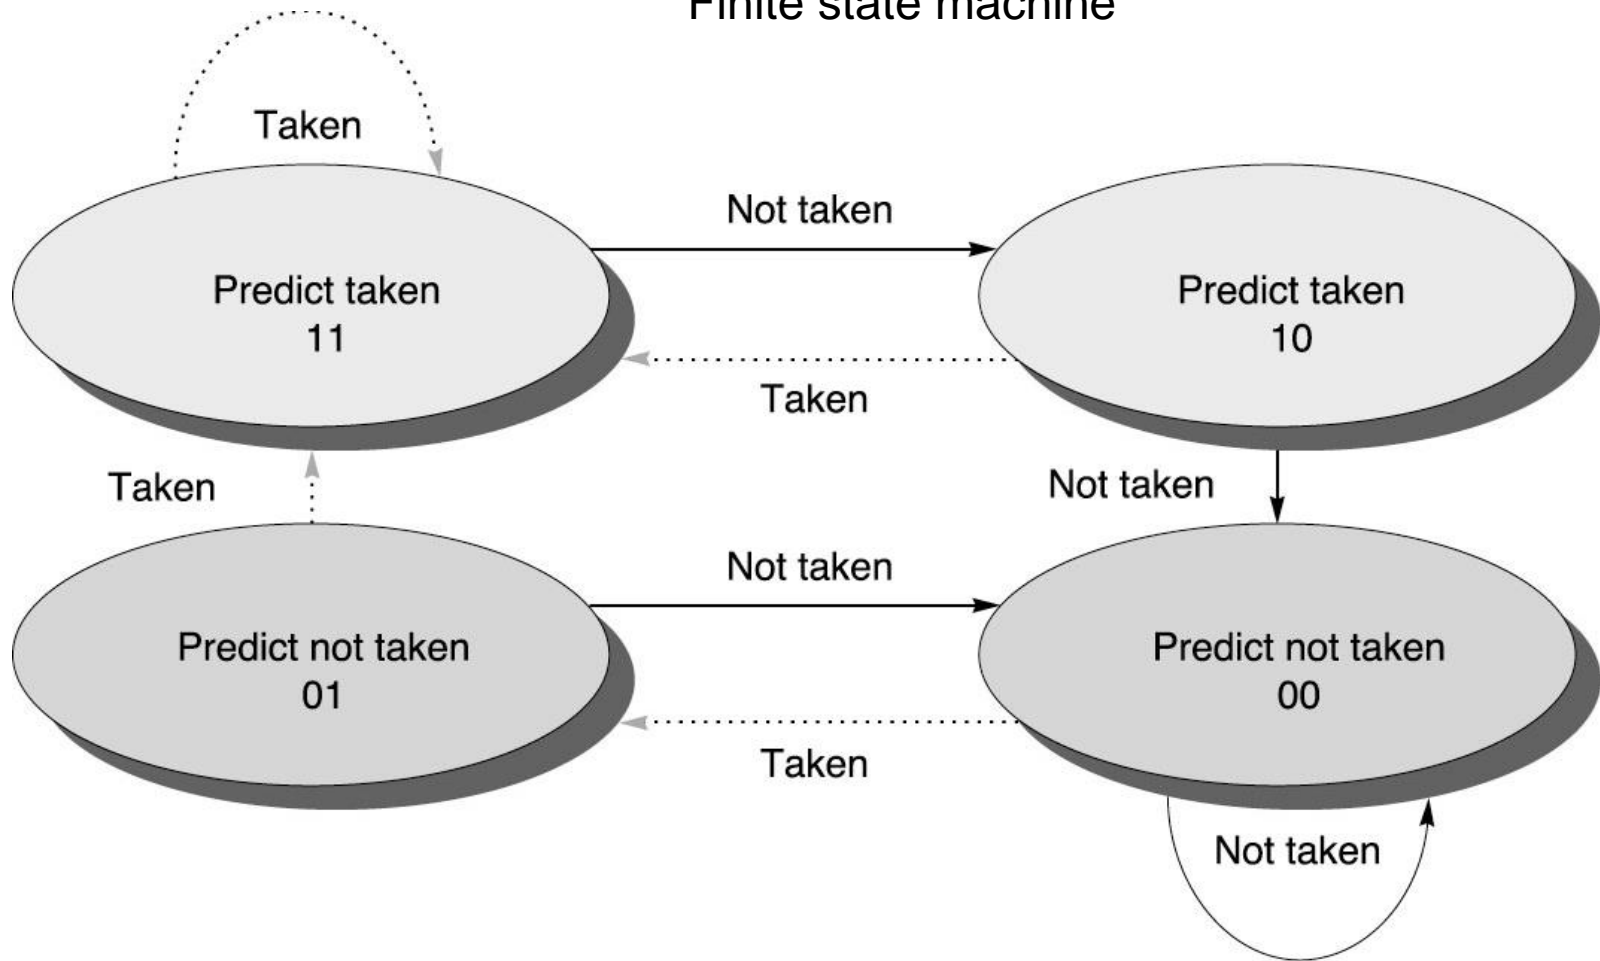 Finite state machine
Taken
Not taken
Predict taken
11
Predict taken
10
Taken
Taken
Not taken
Not taken
Predict not taken
01
Predict not taken
00
Taken
Not taken